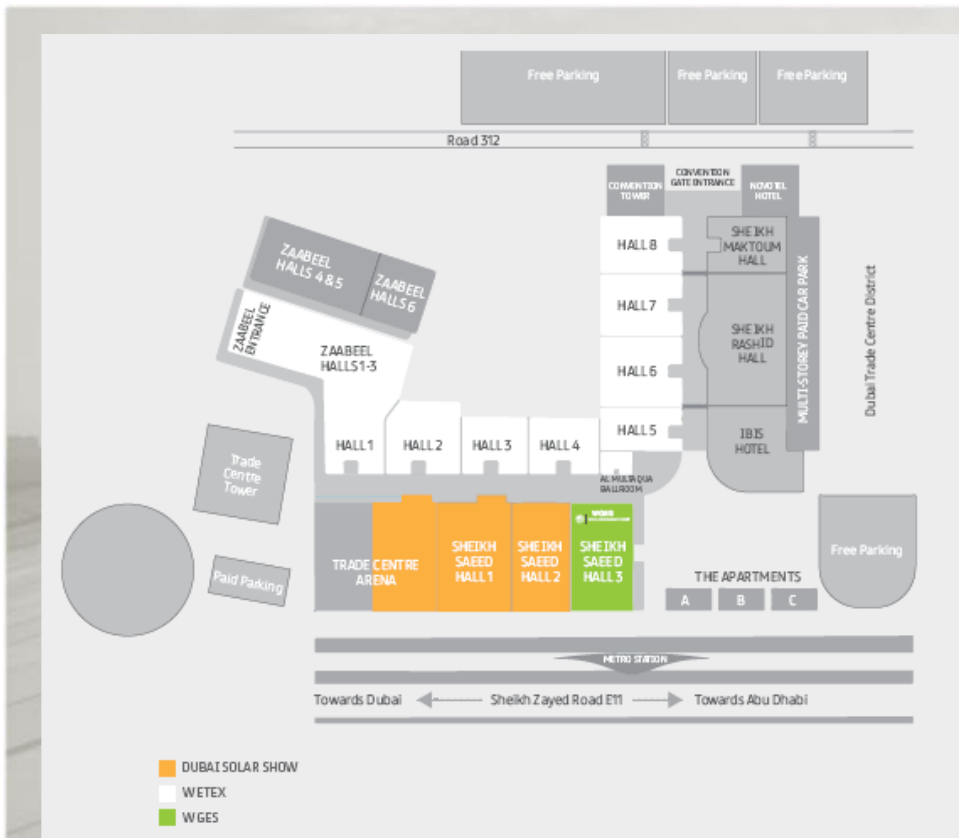 Free Parking
Free Parking
Free Parking
Road 312
CONVENTION
TOWER
CONVENTION
GATE ENTRANCE
NOVOTEL
HOTEL
ZAABEEL
HALLS 4 & 5
ZAABEEL
HALLS 6
HALL 8
SHEIKH
MAKTOUM
HALL
ZAABEEL
ENTRANCE
ZAABEEL
HALLS 1-3
HALL 7
SHEIKH
RASHID
HALL
MULTI-STOREY PAID CAR PARK
Dubai Trade Centre District
HALL 6
HALL 1
HALL 2
HALL 3
HALL 4
HALL 5
IBIS
HOTEL
Trade
Centre
Tower
AL MULTAQUA
BALLROOM
WGES
TRADE CENTRE
ARENA
SHEIKH
SAEED
HALL 1
SHEIKH
SAEED
HALL 2
SHEIKH
SAEED
HALL 3
Free Parking
Paid Parking
THE APARTMENTS
A
B
C
METRO STATION
Towards Dubai
Sheikh Zayed Road E11
Towards Abu Dhabi
DUBAI SOLAR SHOW
WETEX
WGES